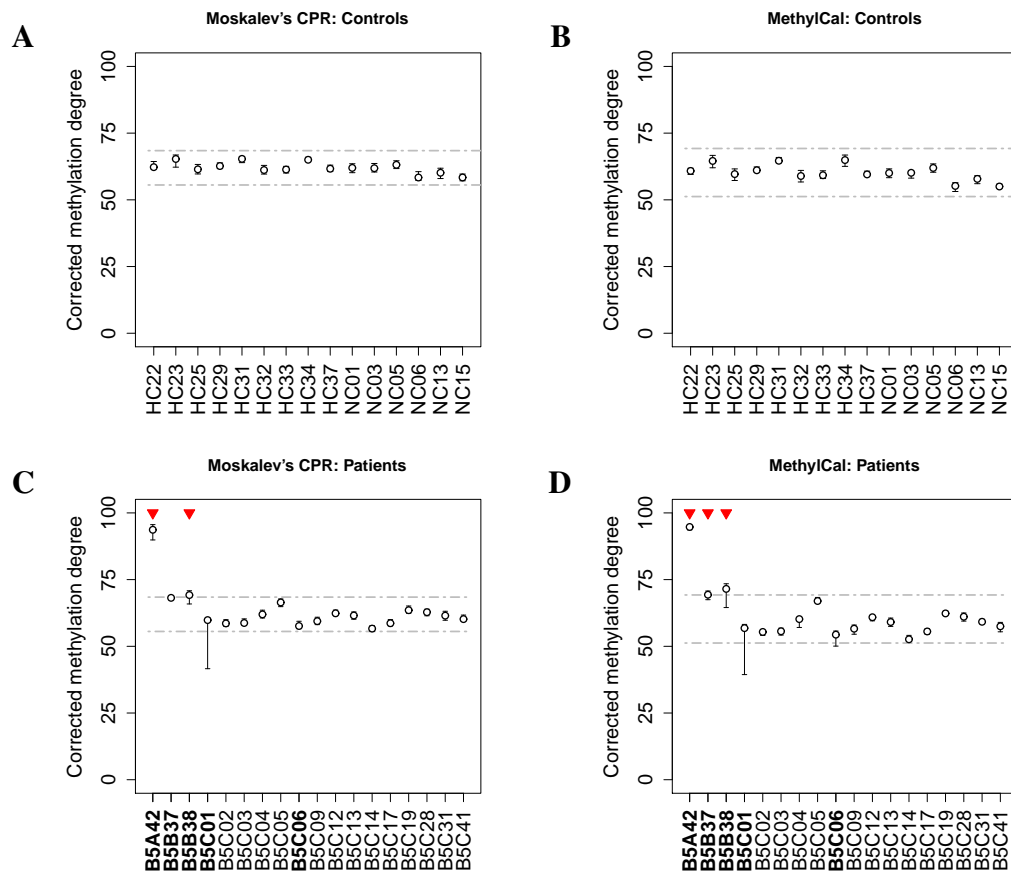 A
Moskalev's CPR: Controls
Corrected methylation degree
100
75
50
25
0
HC22
HC23
HC25
HC29
HC31
HC32
HC33
HC34
HC37
NC01
NC03
NC05
NC06
NC13
NC15
B
MethylCal: Controls
Corrected methylation degree
100
75
50
25
0
HC22
HC23
HC25
HC29
HC31
HC32
HC33
HC34
HC37
NC01
NC03
NC05
NC06
NC13
NC15
C
Moskalev's CPR: Patients
Corrected methylation degree
100
75
50
25
0
B5A42
B5B37
B5B38
B5C01
B5C02
B5C03
B5C04
B5C05
B5C06
B5C09
B5C12
B5C13
B5C14
B5C17
B5C19
B5C28
B5C31
B5C41
D
MethylCal: Patients
Corrected methylation degree
100
75
50
25
0
B5A42
B5B37
B5B38
B5C01
B5C02
B5C03
B5C04
B5C05
B5C06
B5C09
B5C12
B5C13
B5C14
B5C17
B5C19
B5C28
B5C31
B5C41